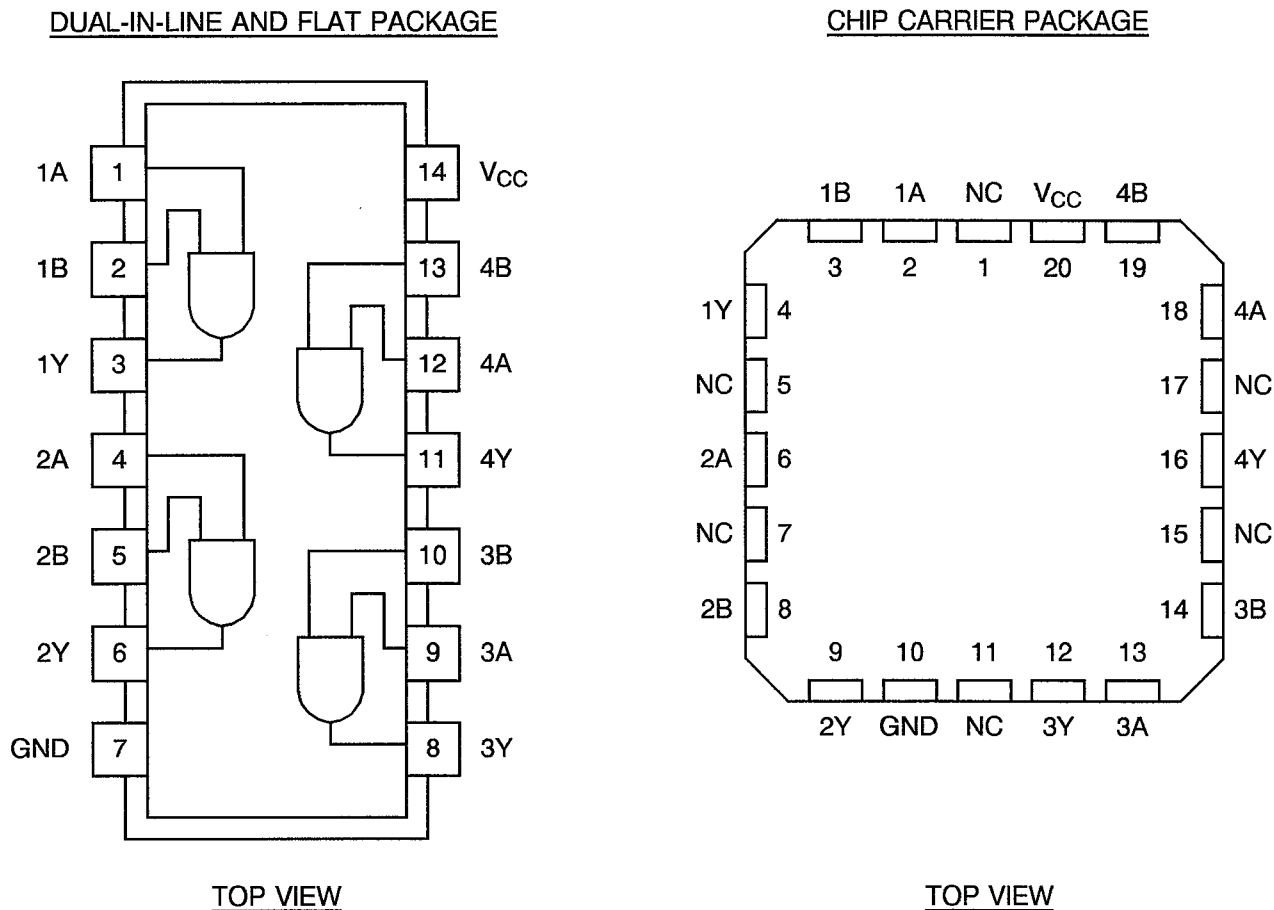 DUAL-IN-LINE AND FLAT PACKAGE
1A 1 14 VCC
1B 2 13 4B
1Y 3 12 4A
2A 4 11 4Y
2B 5 10 3B
2Y 6 9 3A
GND 7 8 3Y
TOP VIEW
CHIP CARRIER PACKAGE
1B 1A NC VCC 4B
3 2 1 20 19
1Y 4 18 4A
NC 5 17 NC
2A 6 16 4Y
NC 7 15 NC
2B 8 14 3B
9 10 11 12 13
2Y GND NC 3Y 3A
TOP VIEW